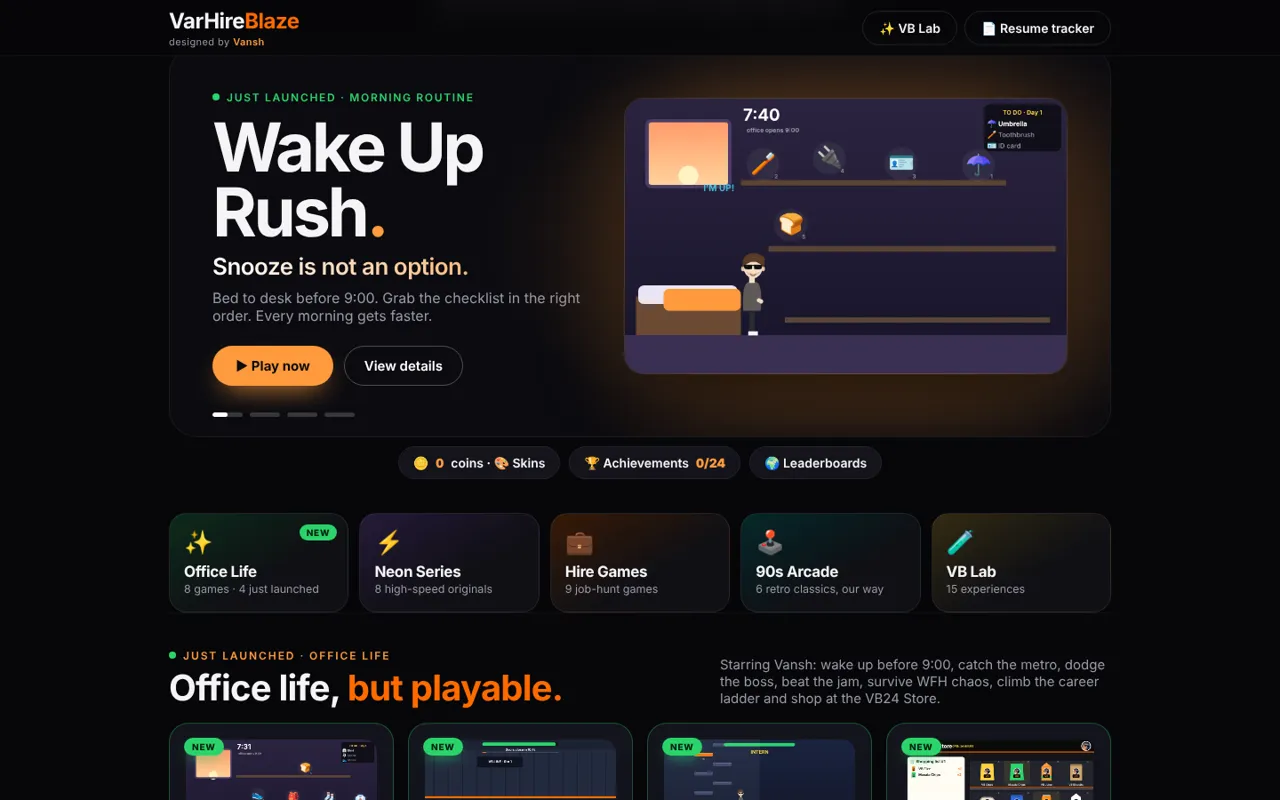 VarHireBlaze
designed by Vansh
✨ VB Lab
📄 Resume tracker
JUST LAUNCHED · MORNING ROUTINE
Wake Up
Rush.
Snooze is not an option.
Bed to desk before 9:00. Grab the checklist in the right
order. Every morning gets faster.
▶ Play now
View details
7:40
office opens 9:00
TO DO · Day 1
Umbrella
Toothbrush
ID card
I'M UP!
🪙 0 coins · 🎨 Skins
🏆 Achievements 0/24
🌍 Leaderboards
NEW
Office Life
8 games · 4 just launched
Neon Series
8 high-speed originals
Hire Games
9 job-hunt games
90s Arcade
6 retro classics, our way
VB Lab
15 experiences
JUST LAUNCHED · OFFICE LIFE
Office life, but playable.
Starring Vansh: wake up before 9:00, catch the metro, dodge
the boss, beat the jam, survive WFH chaos, climb the career
ladder and shop at the VB24 Store.
NEW
7:31
NEW
NEW
INTERN
NEW